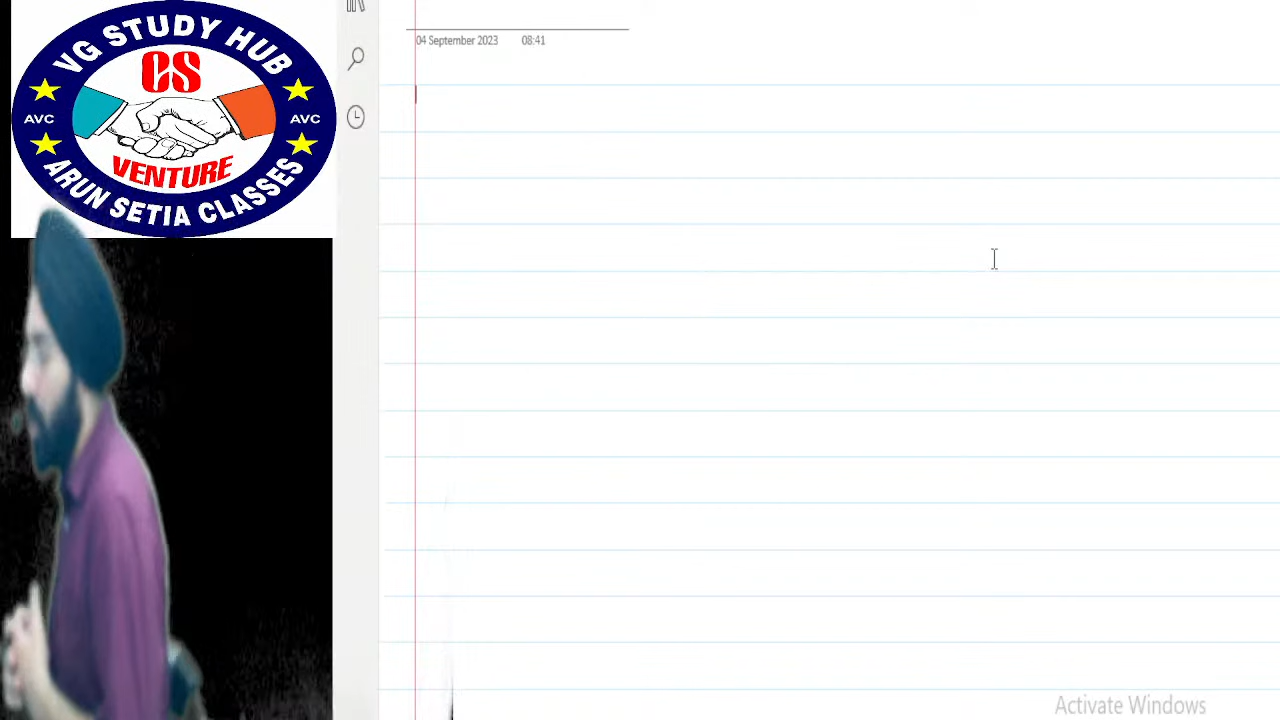 VG STUDY HUB
CS
AVC
AVC
VENTURE
ARUN SETIA CLASSES
04 September 2023 08:41
Activate Windows